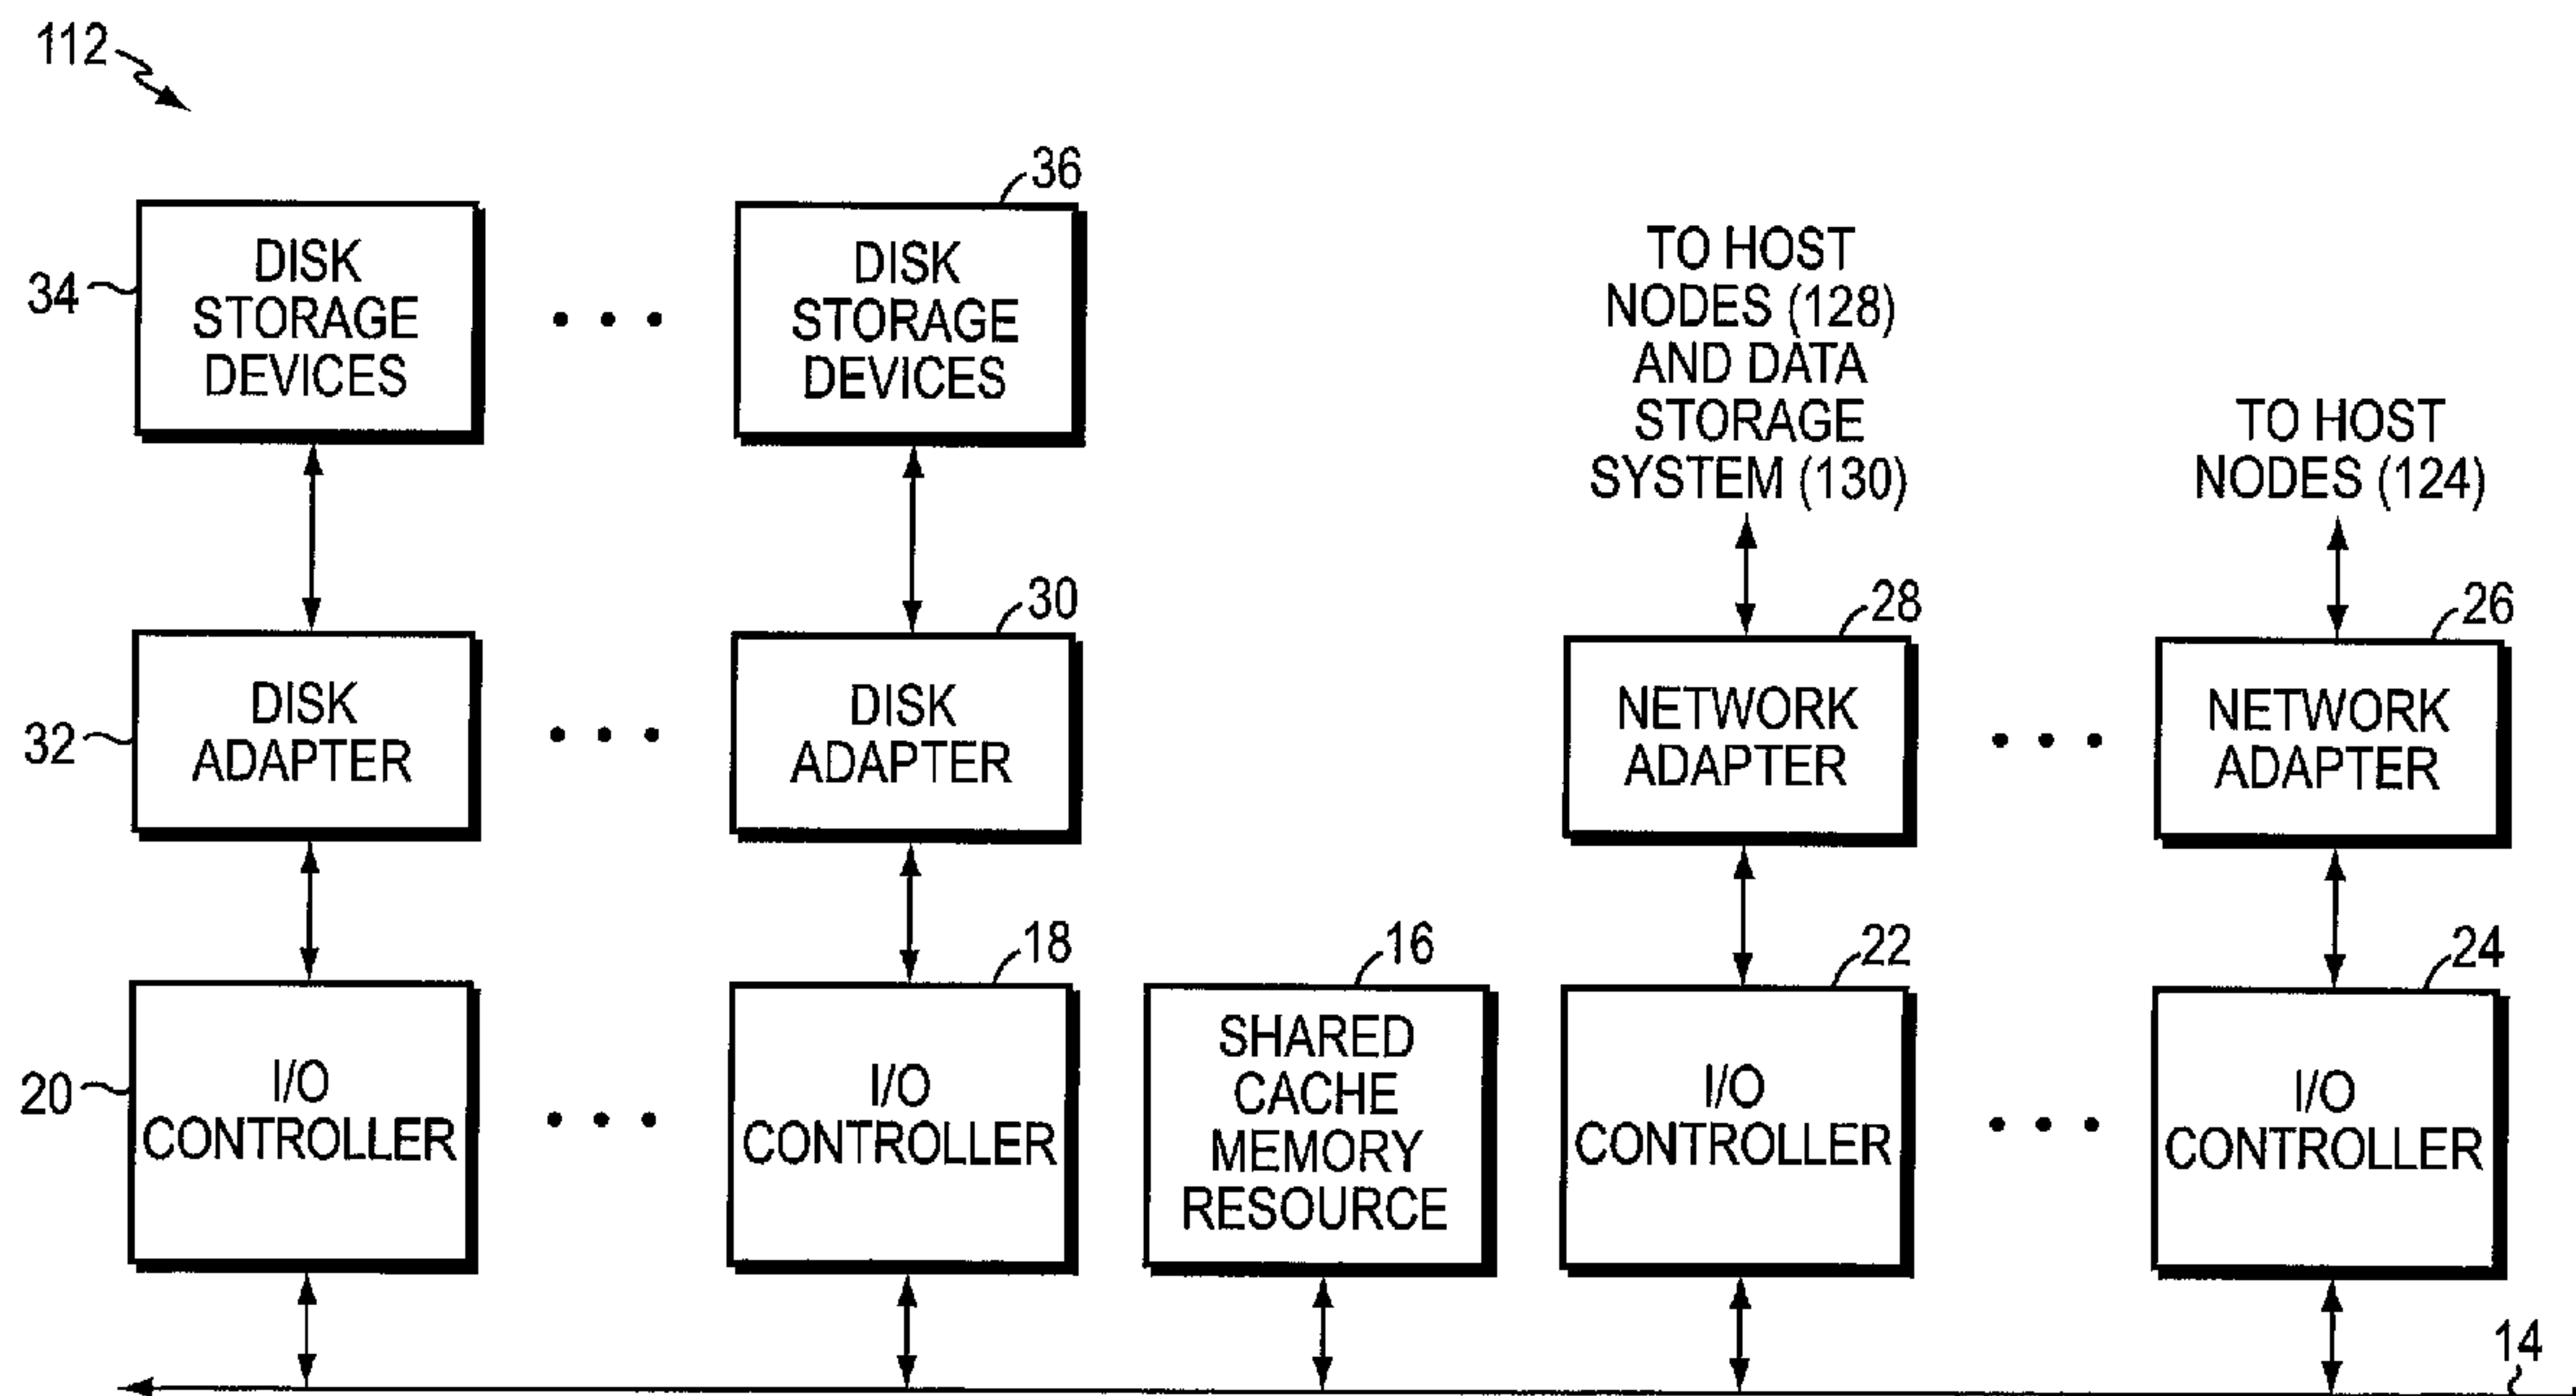 112
36
DISK
STORAGE
DEVICES
34
DISK
STORAGE
DEVICES
TO HOST
NODES (128)
AND DATA
STORAGE
SYSTEM (130)
TO HOST
NODES (124)
30
28
26
DISK
ADAPTER
32
DISK
ADAPTER
NETWORK
ADAPTER
NETWORK
ADAPTER
18
16
22
24
I/O
CONTROLLER
20
I/O
CONTROLLER
SHARED
CACHE
MEMORY
RESOURCE
I/O
CONTROLLER
I/O
CONTROLLER
14